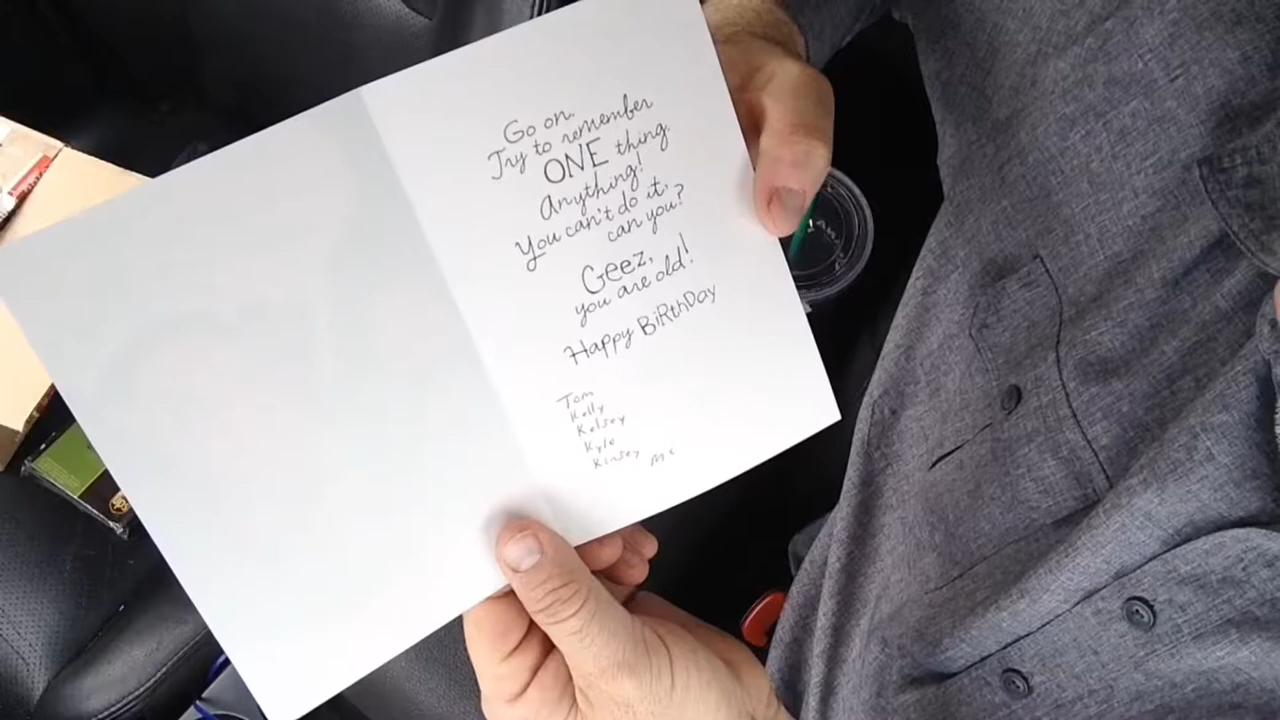 Go on.
Try to remember
ONE thing.
Anything!
You can't do it,
can you?
Geez,
you are old!
Happy BiRthDay
Tom
Kelly
Kelsey
Kyle
Kinsey